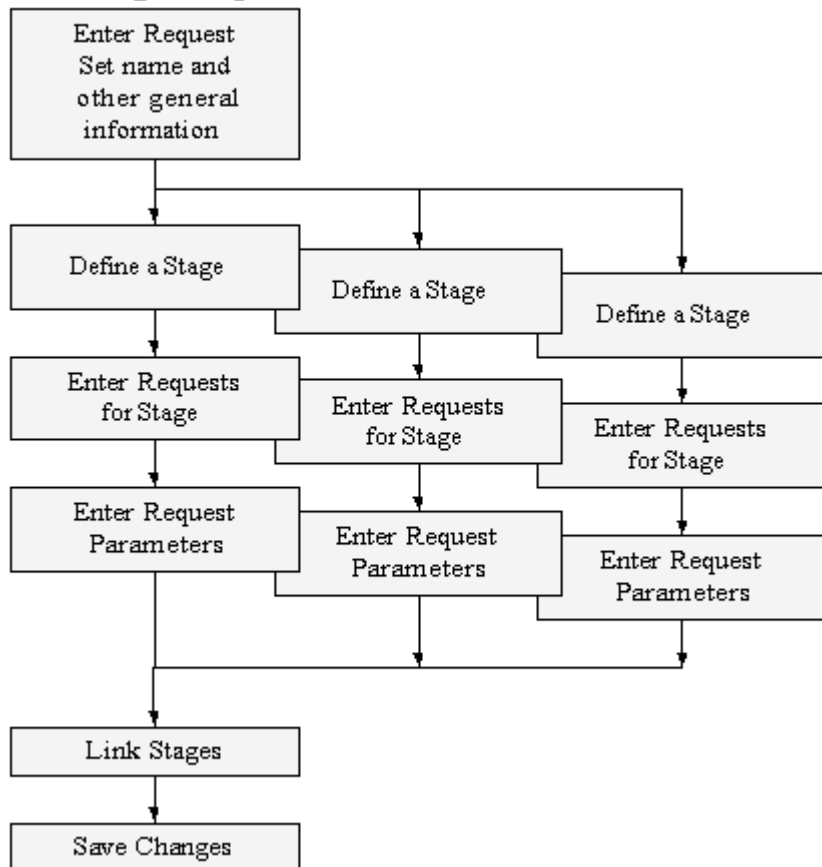 Enter Request
Set name and
other general
information
Define a Stage
Define a Stage
Define a Stage
Enter Requests
for Stage
Enter Requests
for Stage
Enter Requests
for Stage
Enter Request
Parameters
Enter Request
Parameters
Enter Request
Parameters
Link Stages
Save Changes